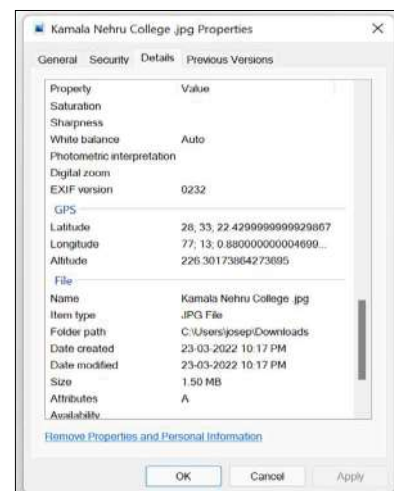 Kamala Nehru College .jpg Properties
General Security Details Previous Versions
Property Value
Saturation
Sharpness
White balance Auto
Photometric interpretation
Digital zoom
EXIF version 0232
GPS
Latitude 28; 33; 22.4299999999929867
Longitude 77; 13; 0.880000000004699...
Altitude 226.30173864273695
File
Name Kamala Nehru College .jpg
Item type JPG File
Folder path C:\Users\josep\Downloads
Date created 23-03-2022 10:17 PM
Date modified 23-03-2022 10:17 PM
Size 1.50 MB
Attributes A
Availability
Remove Properties and Personal Information
OK Cancel Apply